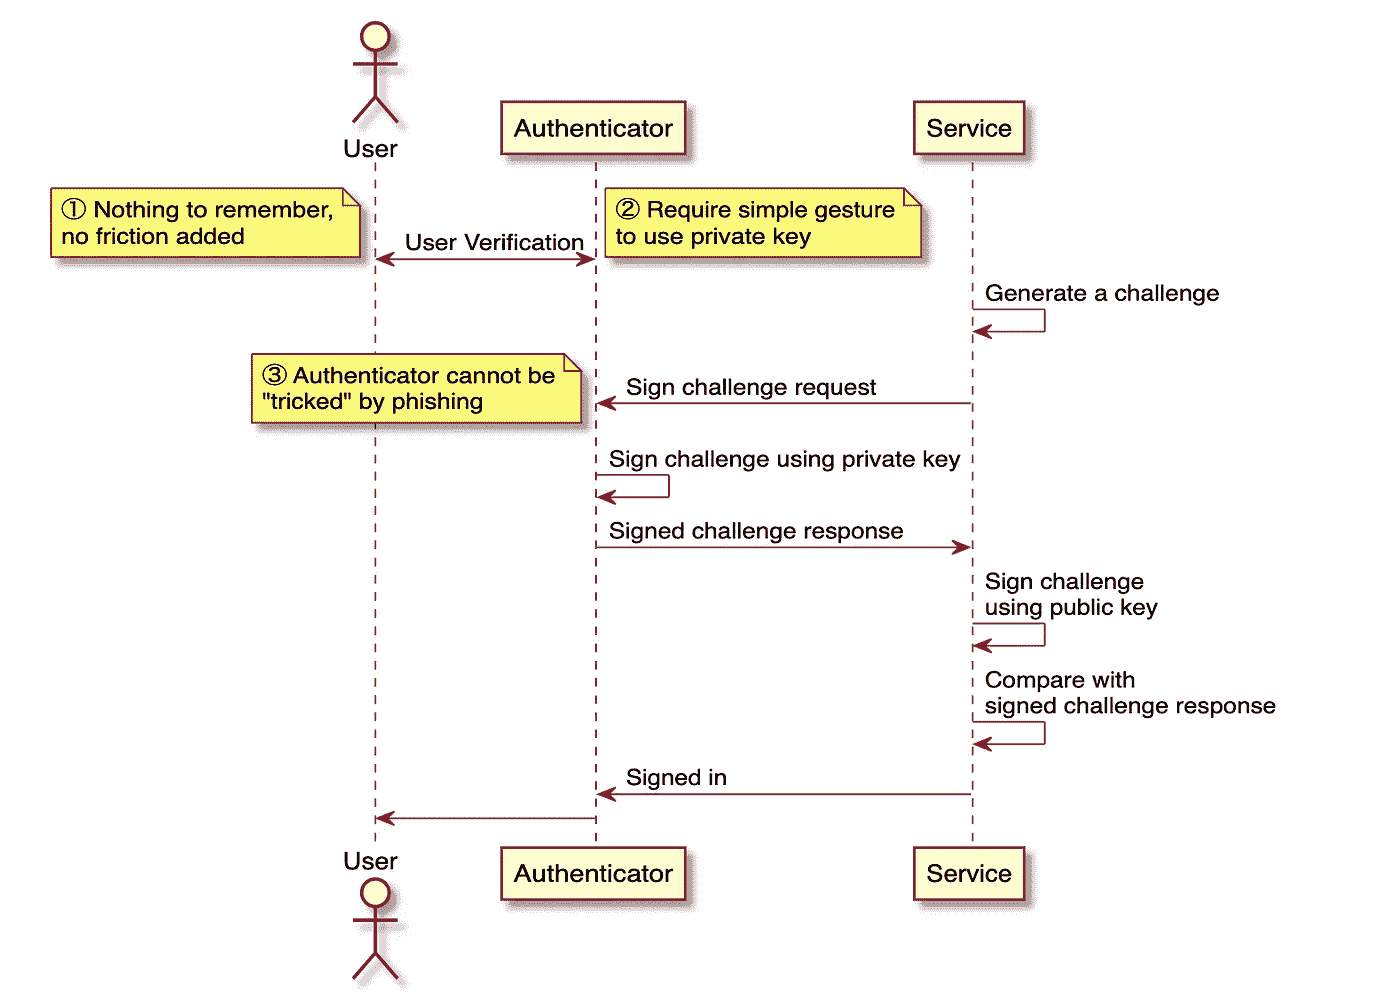 User
Authenticator
Service
① Nothing to remember,
no friction added
User Verification
② Require simple gesture
to use private key
Generate a challenge
③ Authenticator cannot be
"tricked" by phishing
Sign challenge request
Sign challenge using private key
Signed challenge response
Sign challenge
using public key
Compare with
signed challenge response
Signed in
User
Authenticator
Service